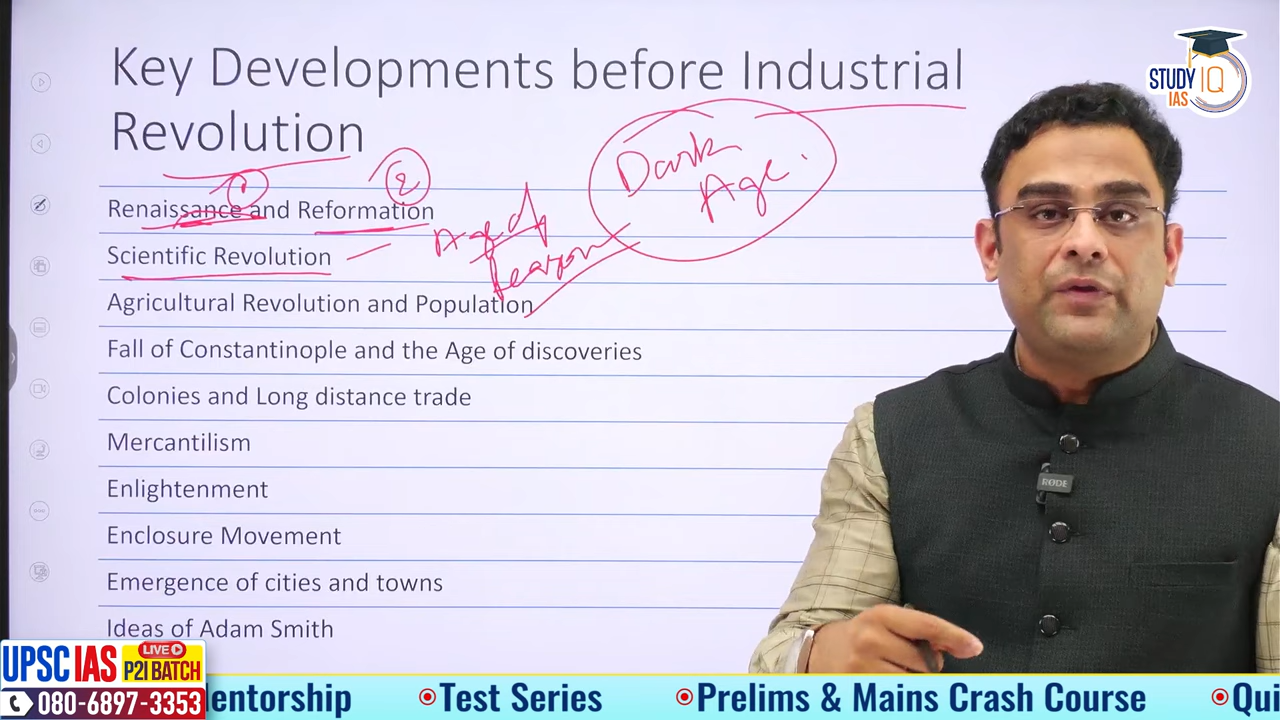 Key Developments before Industrial
Revolution
STUDY IQ
IAS
Dark
Age.
1
2
Renaissance and Reformation
Age of
Reason
Scientific Revolution
Agricultural Revolution and Population
Fall of Constantinople and the Age of discoveries
Colonies and Long distance trade
Mercantilism
RØDE
Enlightenment
Enclosure Movement
Emergence of cities and towns
Ideas of Adam Smith
LIVE
UPSC IAS P2I BATCH
080-6897-3353
entorship Test Series Prelims & Mains Crash Course Qui